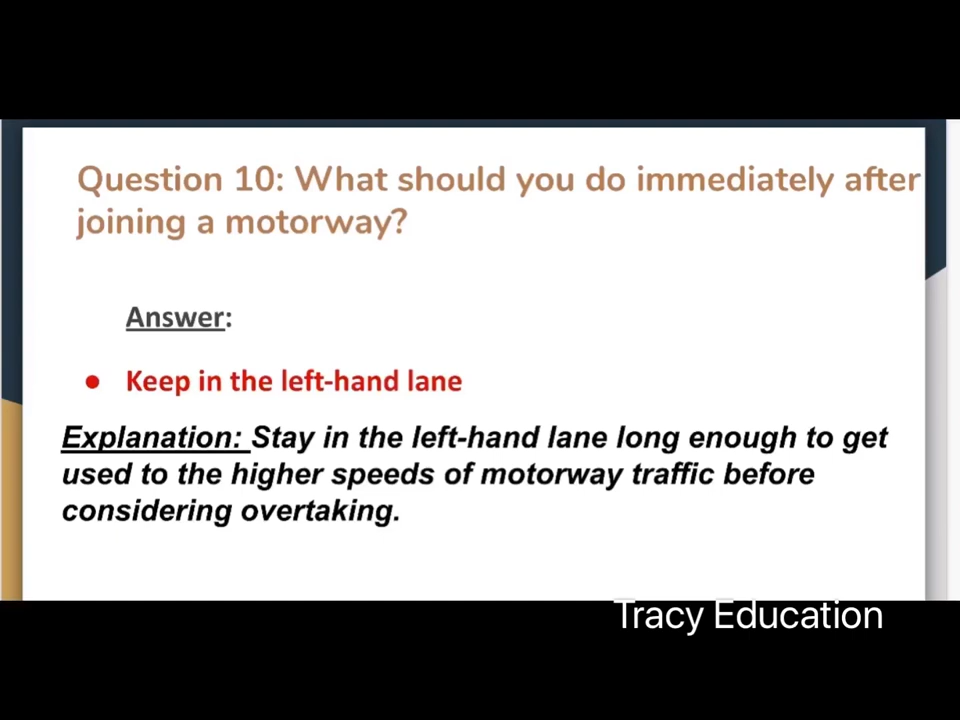 Question 10: What should you do immediately after
joining a motorway?
Answer:
● Keep in the left-hand lane
Explanation: Stay in the left-hand lane long enough to get
used to the higher speeds of motorway traffic before
considering overtaking.
Tracy Education